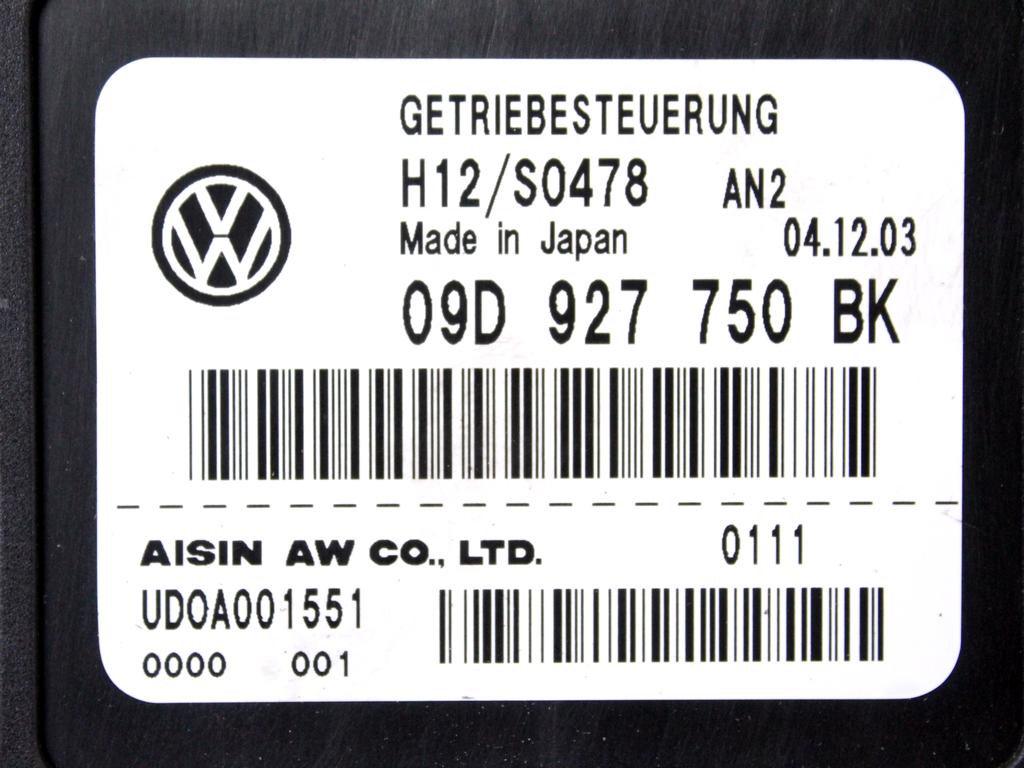 GETRIEBESTEUERUNG
H12/S0478 AN2
Made in Japan 04.12.03
09D 927 750 BK
AISIN AW CO., LTD. 0111
UD0A001551
0000 001